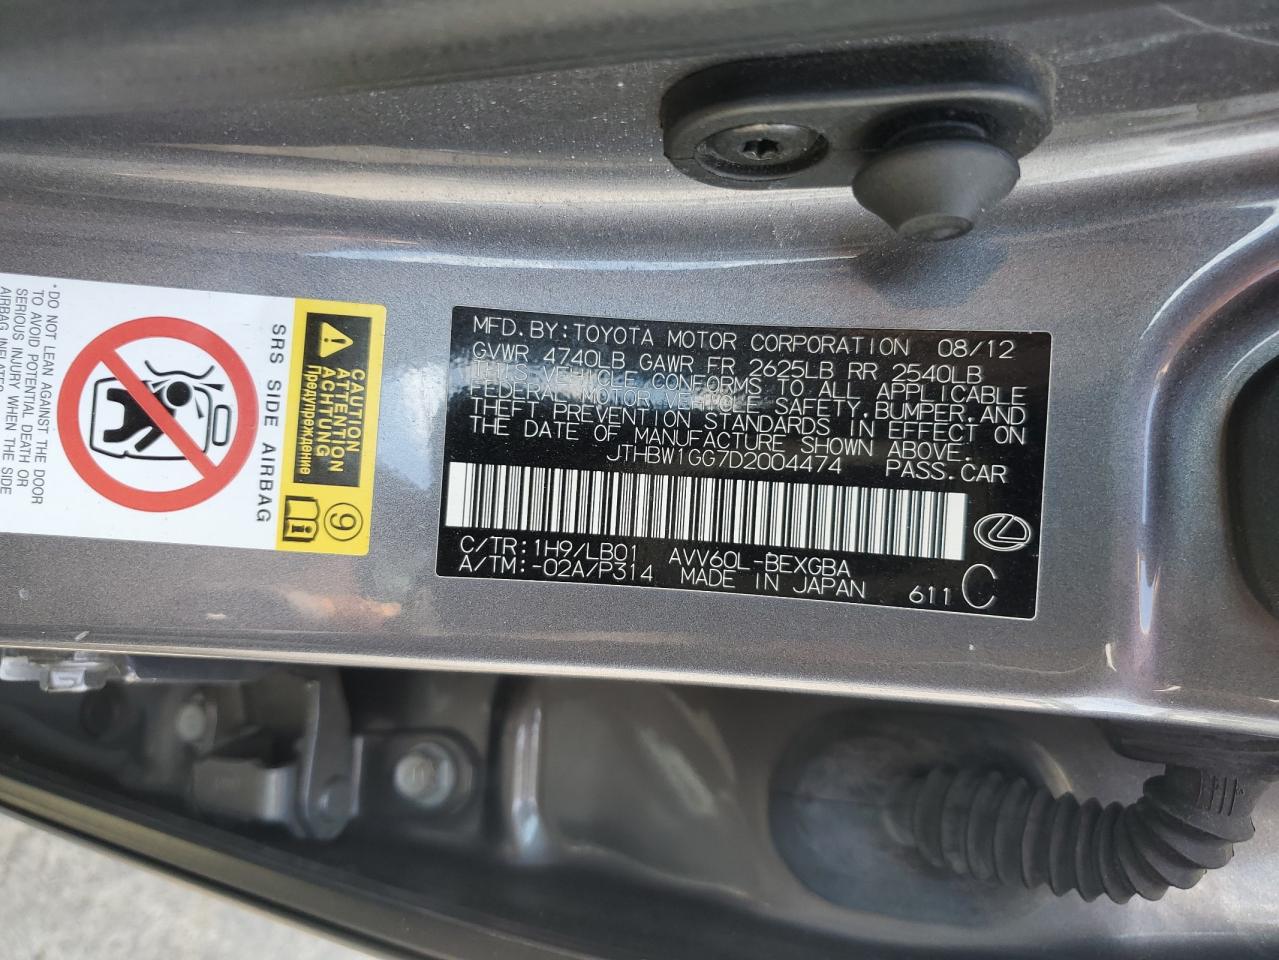 MFD.BY:TOYOTA MOTOR CORPORATION 08/12
GVWR 4740LB GAWR FR 2625LB RR 2540LB
THIS VEHICLE CONFORMS TO ALL APPLICABLE
FEDERAL MOTOR VEHICLE SAFETY,BUMPER,AND
THEFT PREVENTION STANDARDS IN EFFECT ON
THE DATE OF MANUFACTURE SHOWN ABOVE.
JTHBW1GG7D2004474 PASS.CAR
C/TR:1H9/LB01 AVV60L-BEXGBA
A/TM:-02A/P314 MADE IN JAPAN 611 C
CAUTION
ATTENTION
ACHTUNG
Предупреждение
9
i
SRS SIDE AIRBAG
•DO NOT LEAN AGAINST THE DOOR
TO AVOID POTENTIAL DEATH OR
SERIOUS INJURY WHEN THE SIDE
AIRBAG INFLATES